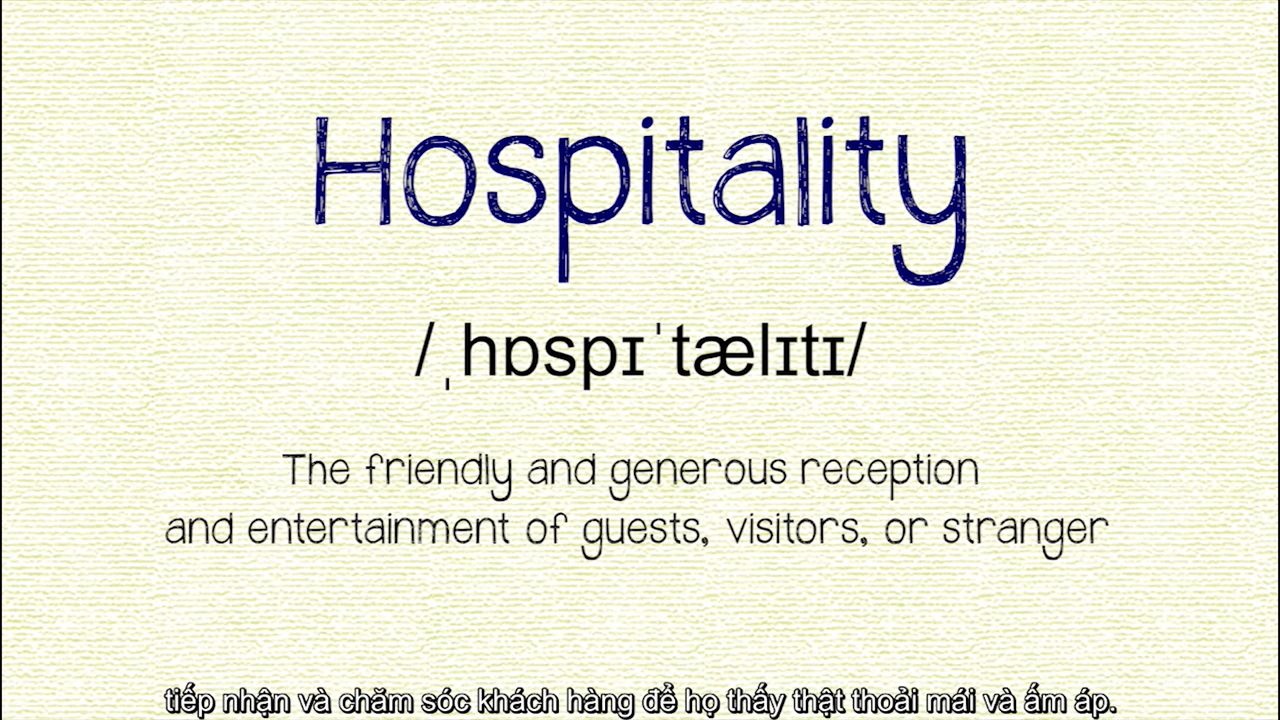 Hospitality
/ˌhɒspɪˈtælɪtɪ/
The friendly and generous reception
and entertainment of guests, visitors, or stranger
tiếp nhận và chăm sóc khách hàng để họ thấy thật thoải mái và ấm áp.